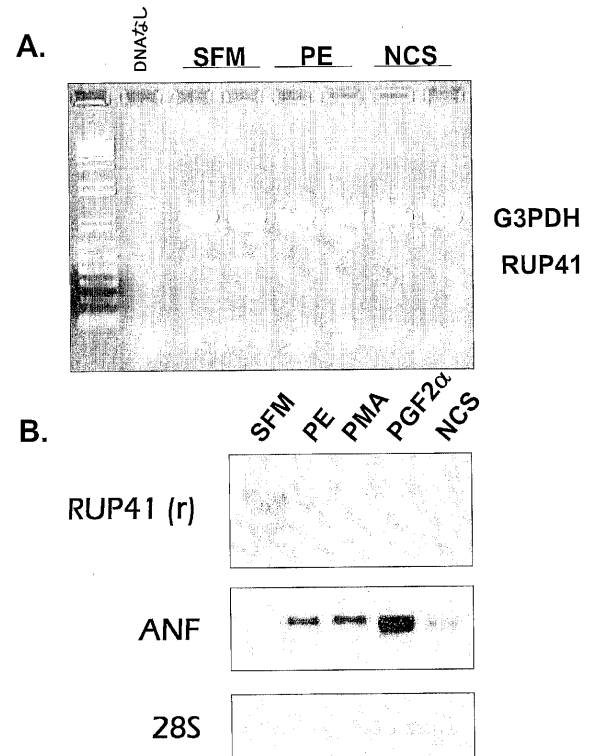 A.
DNAなし
SFM PE NCS
G3PDH
RUP41
B.
SFM PE PMA PGF2α NCS
RUP41 (r)
ANF
28S